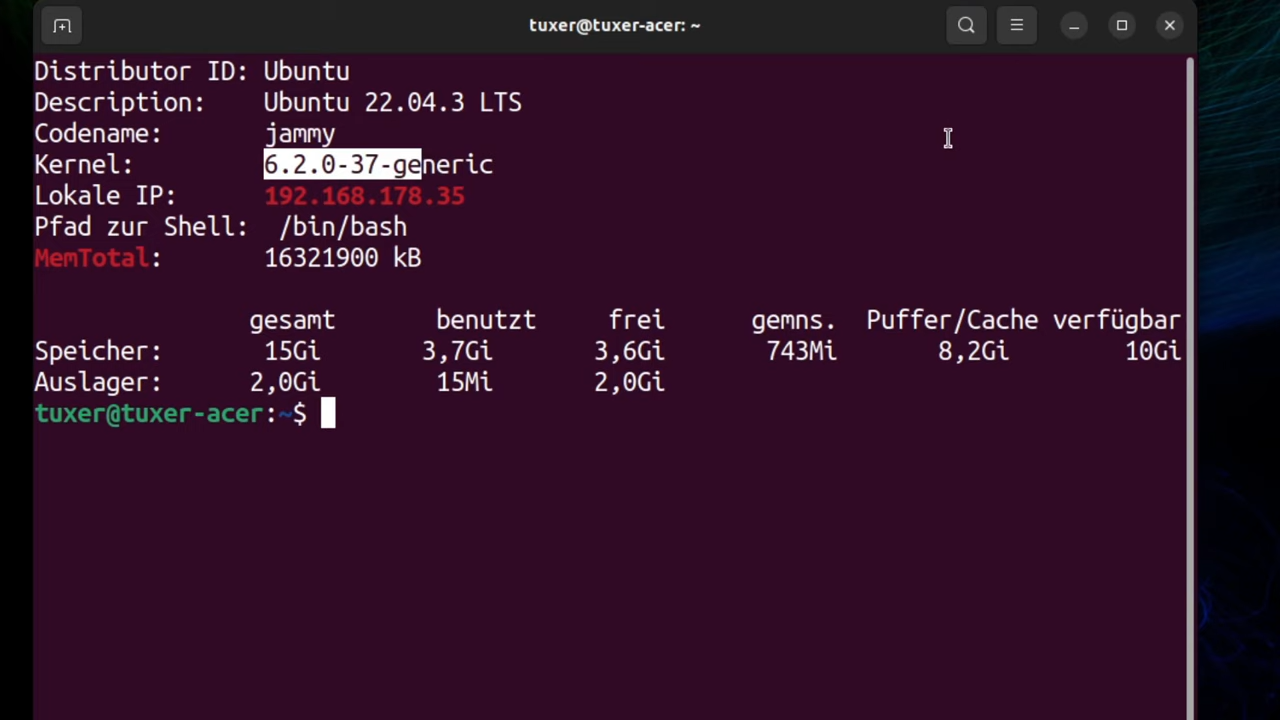 tuxer@tuxer-acer: ~
Distributor ID: Ubuntu
Description: Ubuntu 22.04.3 LTS
Codename: jammy
Kernel: 6.2.0-37-generic
Lokale IP: 192.168.178.35
Pfad zur Shell: /bin/bash
MemTotal: 16321900 kB
gesamt benutzt frei gemns. Puffer/Cache verfügbar
Speicher: 15Gi 3,7Gi 3,6Gi 743Mi 8,2Gi 10Gi
Auslager: 2,0Gi 15Mi 2,0Gi
tuxer@tuxer-acer:~$